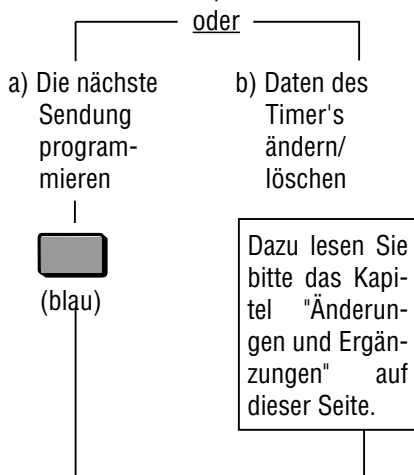 oder
a) Die nächste
Sendung
program-
mieren
(blau)
b) Daten des
Timer's
ändern/
löschen
Dazu lesen Sie
bitte das Kapi-
tel "Änderun-
gen und Ergän-
zungen" auf
dieser Seite.